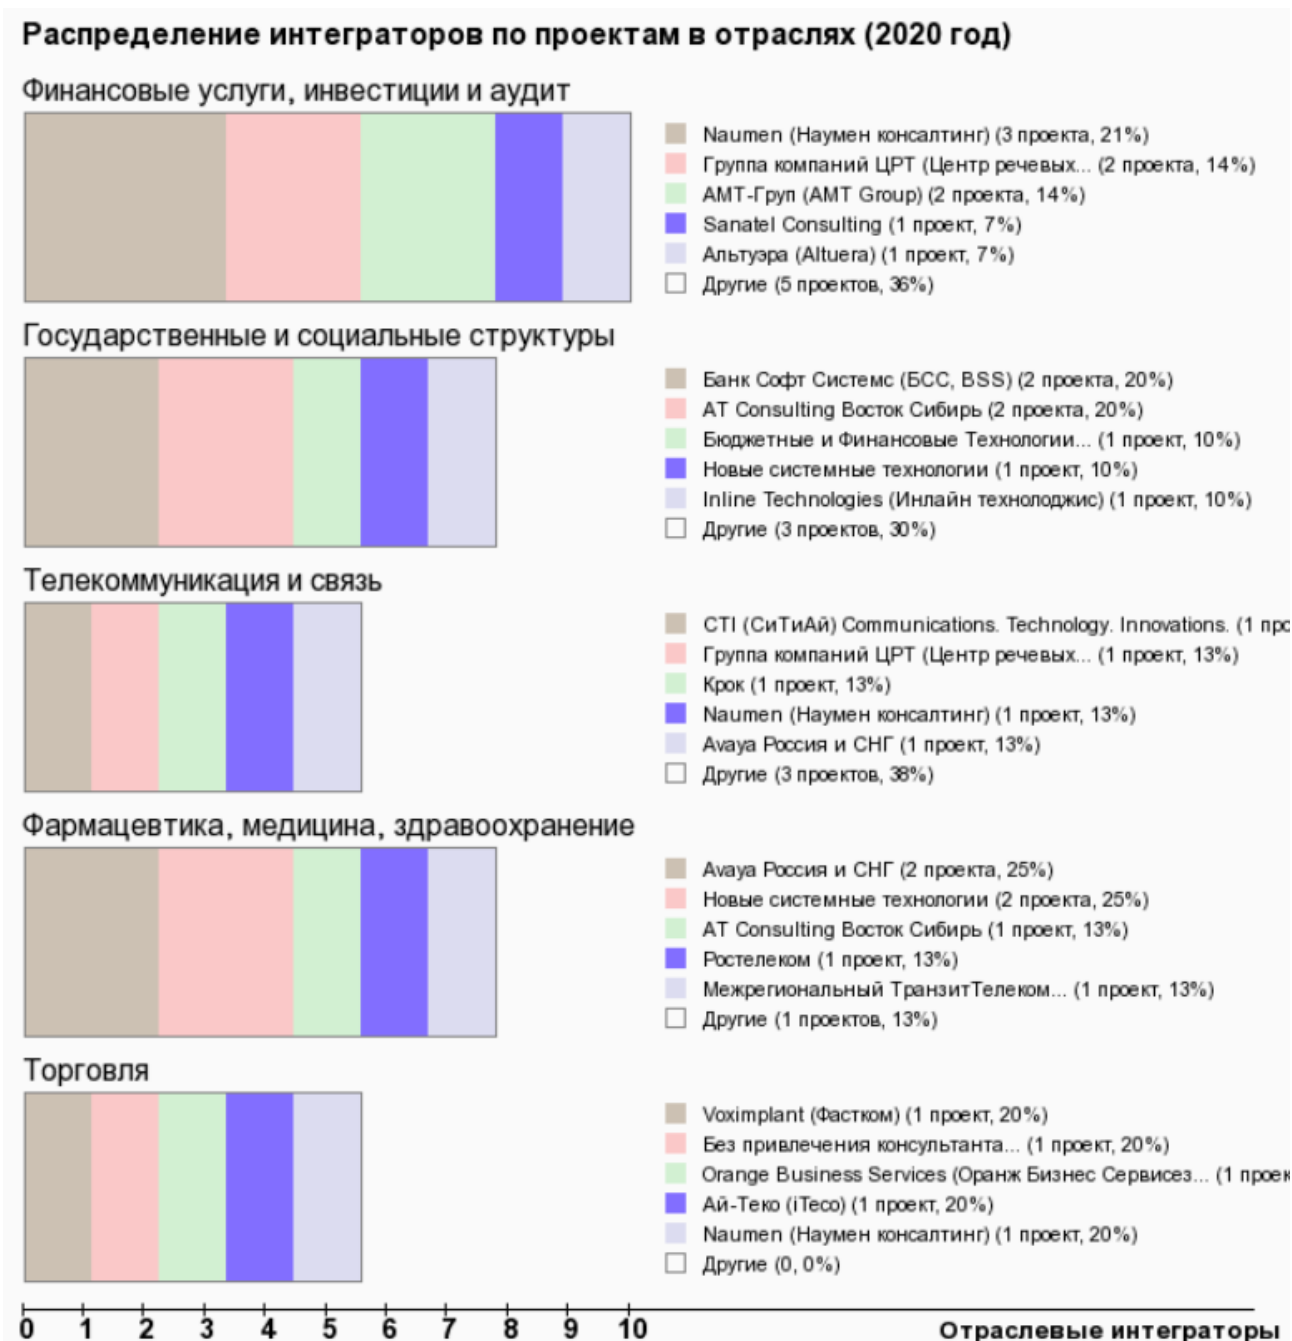 Распределение интеграторов по проектам в отраслях (2020 год)
Финансовые услуги, инвестиции и аудит
Naumen (Наумен консалтинг) (3 проекта, 21%)
Группа компаний ЦРТ (Центр речевых... (2 проекта, 14%)
АМТ-Груп (AMT Group) (2 проекта, 14%)
Sanatel Consulting (1 проект, 7%)
Альтуэра (Altuera) (1 проект, 7%)
Другие (5 проектов, 36%)
Государственные и социальные структуры
Банк Софт Системс (БСС, BSS) (2 проекта, 20%)
AT Consulting Восток Сибирь (2 проекта, 20%)
Бюджетные и Финансовые Технологии... (1 проект, 10%)
Новые системные технологии (1 проект, 10%)
Inline Technologies (Инлайн технолоджис) (1 проект, 10%)
Другие (3 проектов, 30%)
Телекоммуникация и связь
CTI (СиТиАй) Communications. Technology. Innovations. (1 про
Группа компаний ЦРТ (Центр речевых... (1 проект, 13%)
Крок (1 проект, 13%)
Naumen (Наумен консалтинг) (1 проект, 13%)
Avaya Россия и СНГ (1 проект, 13%)
Другие (3 проектов, 38%)
Фармацевтика, медицина, здравоохранение
Avaya Россия и СНГ (2 проекта, 25%)
Новые системные технологии (2 проекта, 25%)
AT Consulting Восток Сибирь (1 проект, 13%)
Ростелеком (1 проект, 13%)
Межрегиональный ТранзитТелеком... (1 проект, 13%)
Другие (1 проектов, 13%)
Торговля
Voximplant (Фастком) (1 проект, 20%)
Без привлечения консультанта... (1 проект, 20%)
Orange Business Services (Оранж Бизнес Сервисез... (1 проек
Ай-Теко (iTeco) (1 проект, 20%)
Naumen (Наумен консалтинг) (1 проект, 20%)
Другие (0, 0%)
0 1 2 3 4 5 6 7 8 9 10
Отраслевые интеграторы